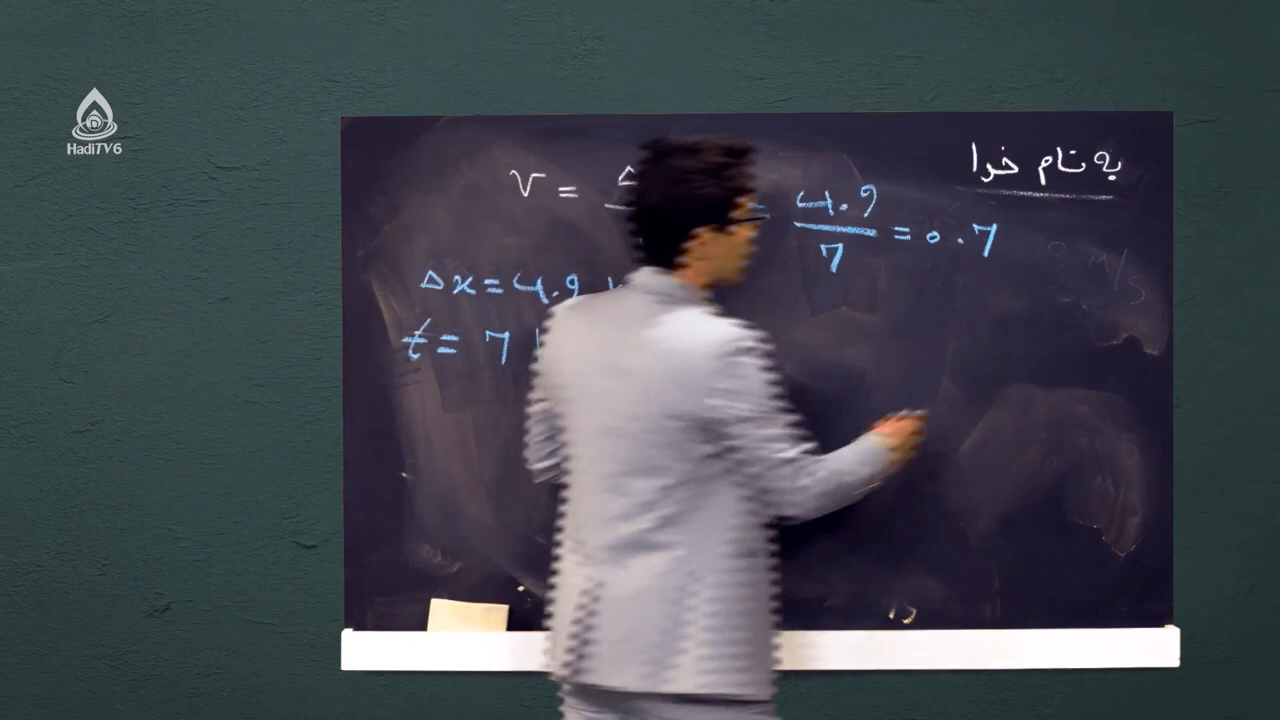 HadiTV6
به نام خدا
V = Δ = 4.9 / 7 = 0.7
Δx = 4.9
t = 7